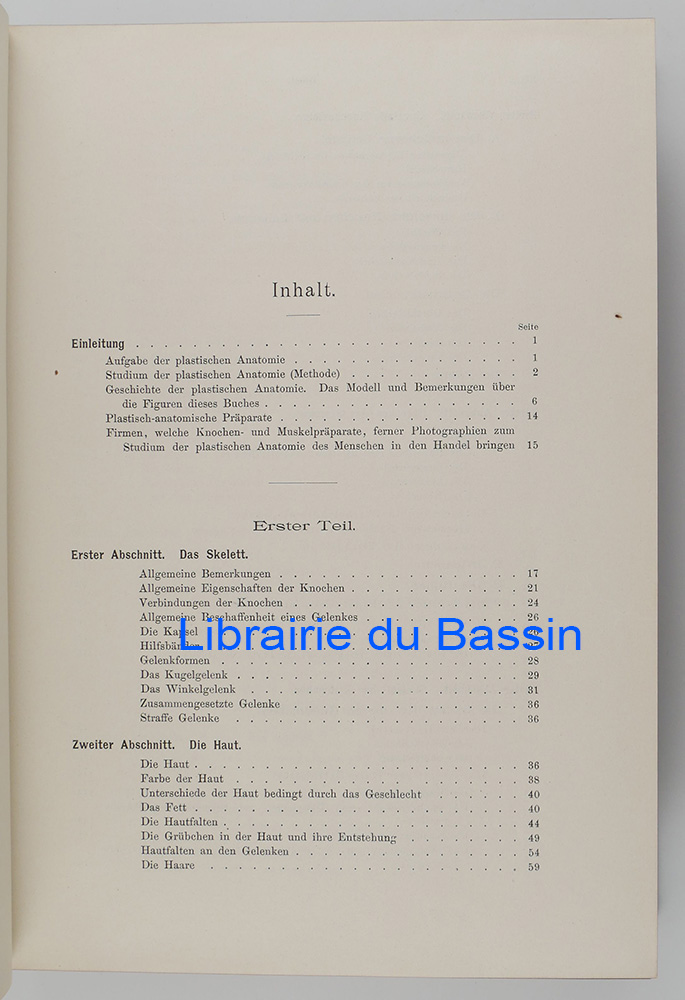 Inhalt.
Seite
Einleitung . . . . . . . . . . . . . . . . . . . . . . . . . . . 1
Aufgabe der plastischen Anatomie . . . . . . . . . . . . . . . . 1
Studium der plastischen Anatomie (Methode) . . . . . . . . . . . . 2
Geschichte der plastischen Anatomie. Das Modell und Bemerkungen über
die Figuren dieses Buches . . . . . . . . . . . . . . . . . . 6
Plastisch-anatomische Präparate . . . . . . . . . . . . . . . . . 14
Firmen, welche Knochen- und Muskelpräparate, ferner Photographien zum
Studium der plastischen Anatomie des Menschen in den Handel bringen 15
Erster Teil.
Erster Abschnitt. Das Skelett.
Allgemeine Bemerkungen . . . . . . . . . . . . . . . . . 17
Allgemeine Eigenschaften der Knochen . . . . . . . . . . . . 21
Verbindungen der Knochen . . . . . . . . . . . . . . . . 24
Allgemeine Beschaffenheit eines Gelenkes . . . . . . . . . . . 26
Die Kapsel
Librairie du Bassin
Hilfsbänder
Gelenkformen . . . . . . . . . . . . . . . . . . . . . 28
Das Kugelgelenk . . . . . . . . . . . . . . . . . . . . 29
Das Winkelgelenk . . . . . . . . . . . . . . . . . . . 31
Zusammengesetzte Gelenke . . . . . . . . . . . . . . . . 36
Straffe Gelenke . . . . . . . . . . . . . . . . . . . . 36
Zweiter Abschnitt. Die Haut.
Die Haut . . . . . . . . . . . . . . . . . . . . . . . 36
Farbe der Haut . . . . . . . . . . . . . . . . . . . . 38
Unterschiede der Haut bedingt durch das Geschlecht . . . . . . 40
Das Fett . . . . . . . . . . . . . . . . . . . . . . . 40
Die Hautfalten . . . . . . . . . . . . . . . . . . . . . 44
Die Grübchen in der Haut und ihre Entstehung . . . . . . . . 49
Hautfalten an den Gelenken . . . . . . . . . . . . . . . . 54
Die Haare . . . . . . . . . . . . . . . . . . . . . . 59